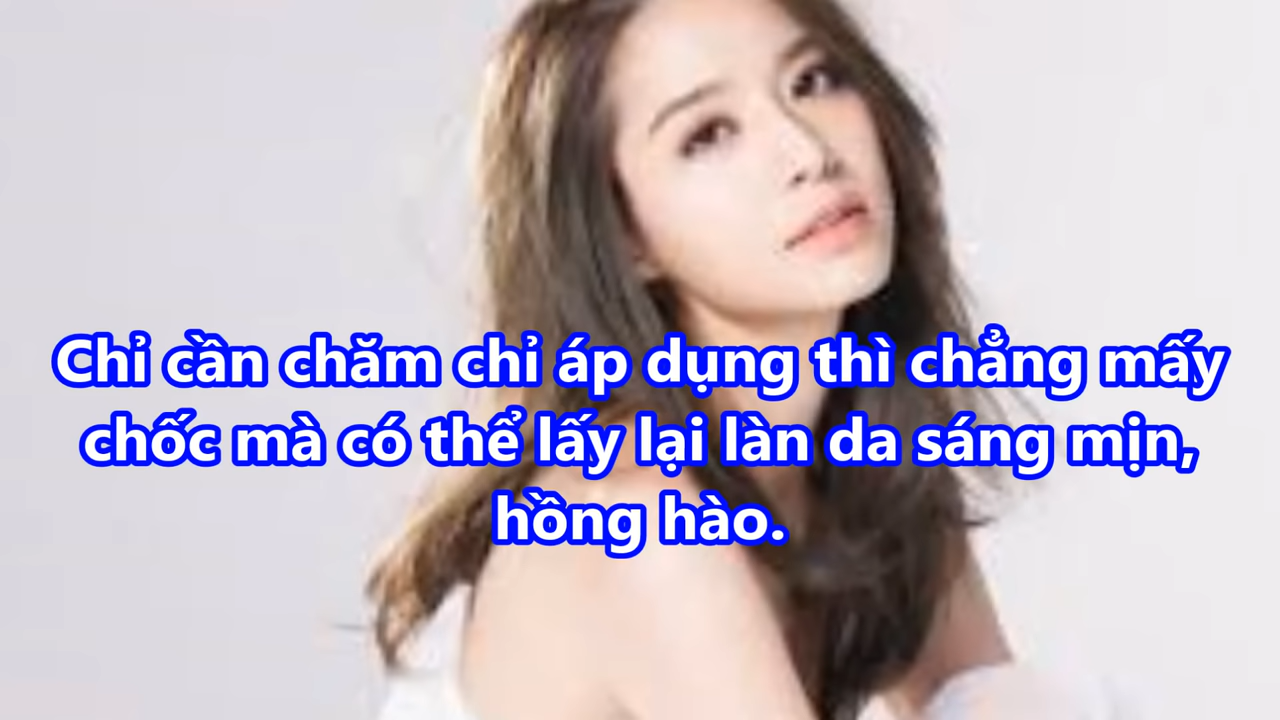 Chỉ cần chăm chỉ áp dụng thì chẳng mấy
chốc mà có thể lấy lại làn da sáng mịn,
hồng hào.